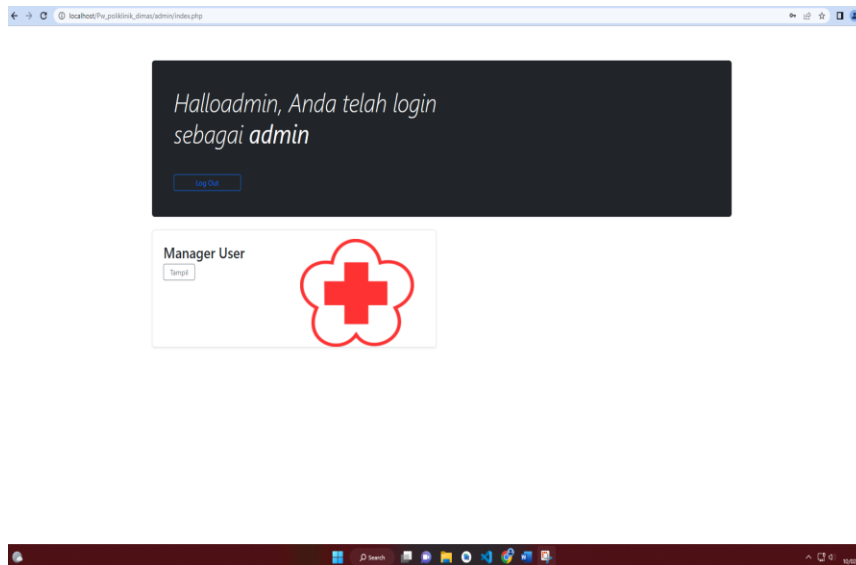 localhost/Pw_poliklinik_dimas/admin/index.php
Halloadmin, Anda telah login
sebagai admin
Log Out
Manager User
Tampil
Search